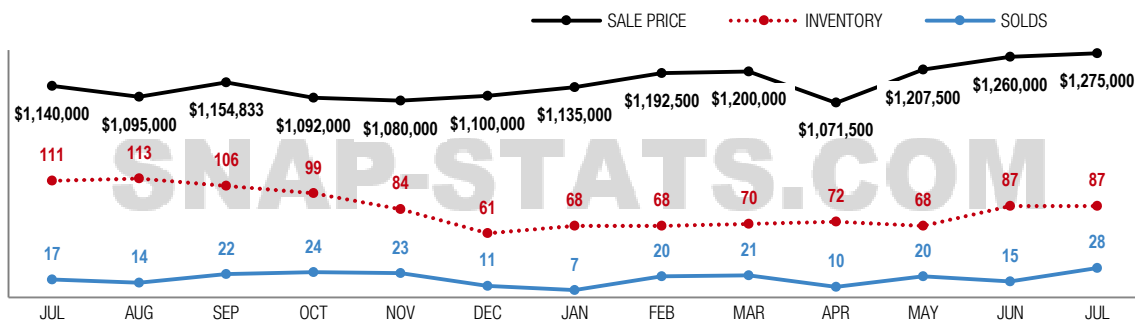 SALE PRICE INVENTORY SOLDS
$1,140,000 $1,095,000 $1,154,833 $1,092,000 $1,080,000 $1,100,000 $1,135,000 $1,192,500 $1,200,000 $1,071,500 $1,207,500 $1,260,000 $1,275,000
SNAP-STATS.COM
111 113 106 99 84 61 68 68 70 72 68 87 87
17 14 22 24 23 11 7 20 21 10 20 15 28
JUL AUG SEP OCT NOV DEC JAN FEB MAR APR MAY JUN JUL